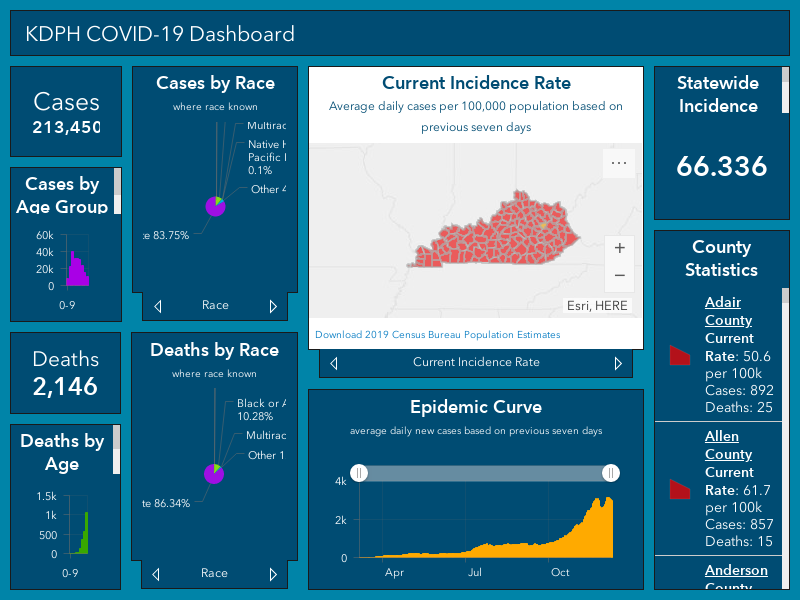 KDPH COVID-19 Dashboard
Cases
213,450
Cases by
Age Group
60k
40k
20k
0
0-9
Deaths
2,146
Deaths by
Age
1.5k
1k
500
0
0-9
Cases by Race
where race known
Multirac
Native H
Pacific I
0.1%
Other 4
te 83.75%
Race
Deaths by Race
where race known
Black or A
10.28%
Multirac
Other 1
te 86.34%
Race
Current Incidence Rate
Average daily cases per 100,000 population based on
previous seven days
Esri, HERE
Download 2019 Census Bureau Population Estimates
Current Incidence Rate
Epidemic Curve
average daily new cases based on previous seven days
4k
2k
0
Apr
Jul
Oct
Statewide
Incidence
66.336
County
Statistics
Adair
County
Current
Rate: 50.6
per 100k
Cases: 892
Deaths: 25
Allen
County
Current
Rate: 61.7
per 100k
Cases: 857
Deaths: 15
Anderson
County